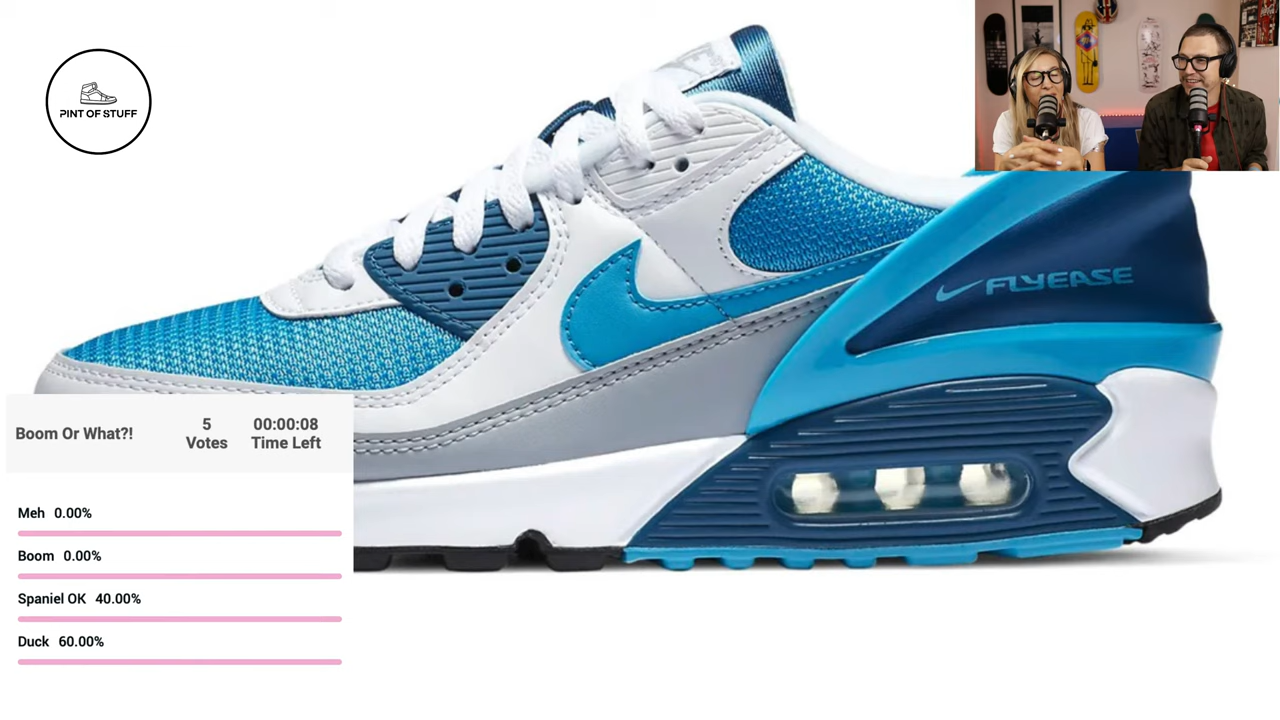 PINT OF STUFF
FLYEASE
Boom Or What?!
5
Votes
00:00:08
Time Left
Meh 0.00%
Boom 0.00%
Spaniel OK 40.00%
Duck 60.00%